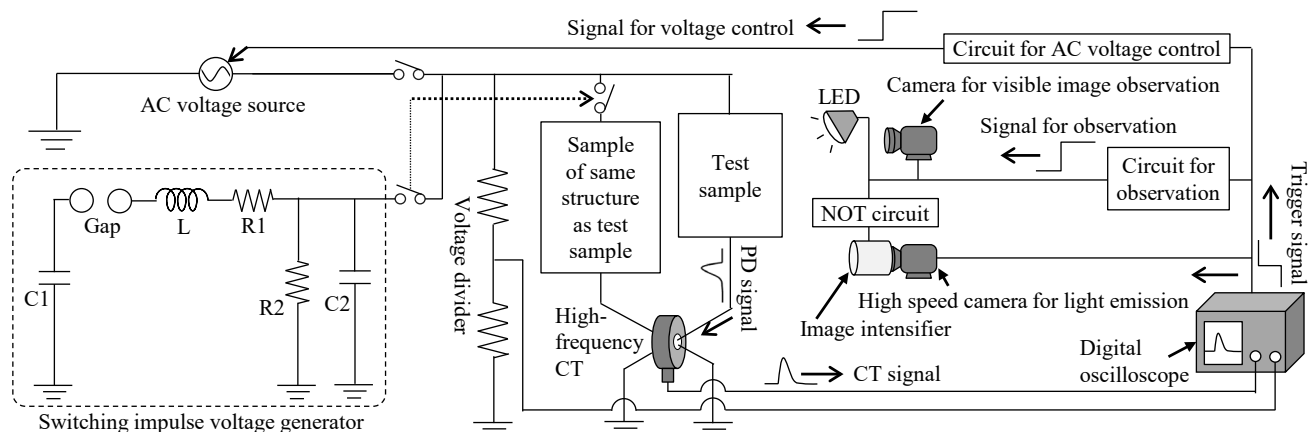 Signal for voltage control
Circuit for AC voltage control
AC voltage source
LED
Camera for visible image observation
Signal for observation
Circuit for
observation
NOT circuit
Sample
of same
structure
as test
sample
Test
sample
Gap
L
R1
C1
R2
C2
Voltage divider
PD signal
Trigger signal
High speed camera for light emission
Image intensifier
High-
frequency
CT
CT signal
Digital
oscilloscope
Switching impulse voltage generator